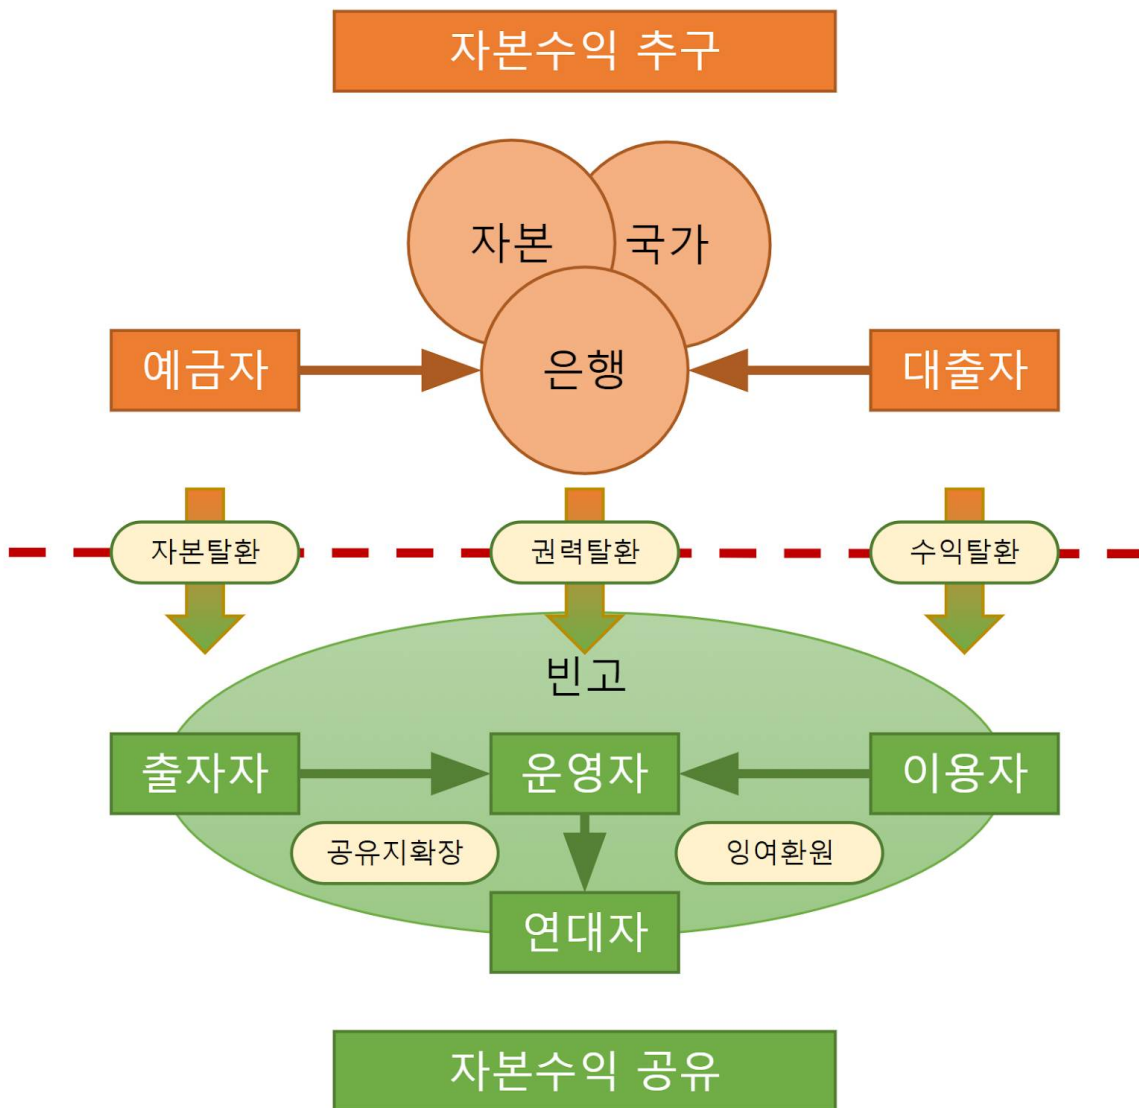 자본수익 추구
자본
국가
예금자
은행
대출자
자본탈환
권력탈환
수익탈환
빈고
출자자
운영자
이용자
공유지확장
잉여환원
연대자
자본수익 공유